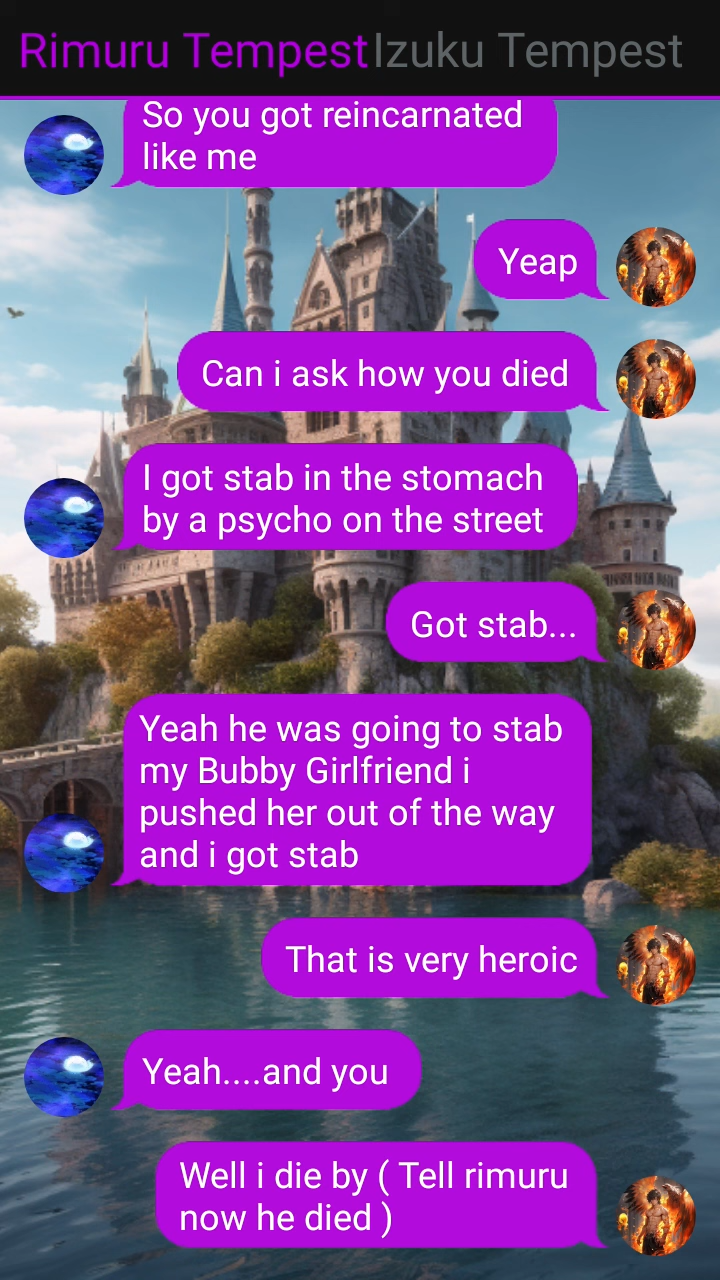 Rimuru Tempest Izuku Tempest
So you got reincarnated
like me
Yeap
Can i ask how you died
I got stab in the stomach
by a psycho on the street
Got stab...
Yeah he was going to stab
my Bubby Girlfriend i
pushed her out of the way
and i got stab
That is very heroic
Yeah....and you
Well i die by ( Tell rimuru
now he died )